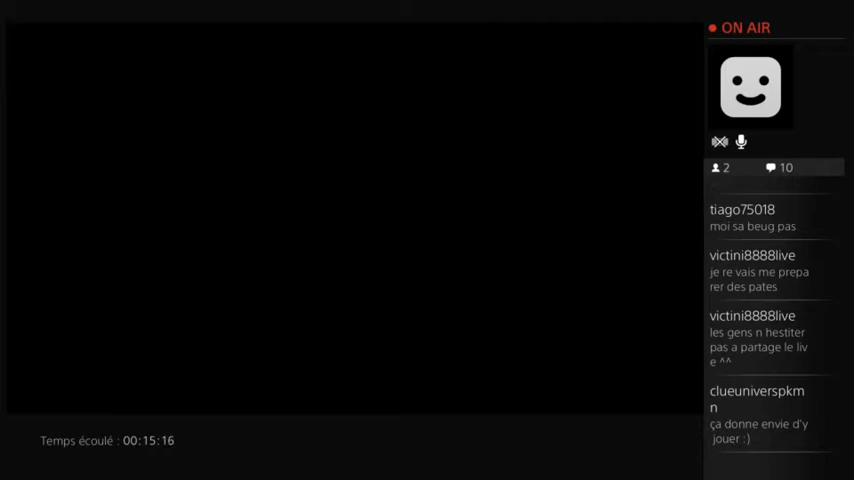 ON AIR
2 10
tiago75018
moi sa beug pas
victini8888live
je re vais me prepa
rer des pates
victini8888live
les gens n hestiter
pas a partage le liv
e ^^
clueuniverspkm
n
ça donne envie d'y
jouer :)
Temps écoulé : 00:15:16